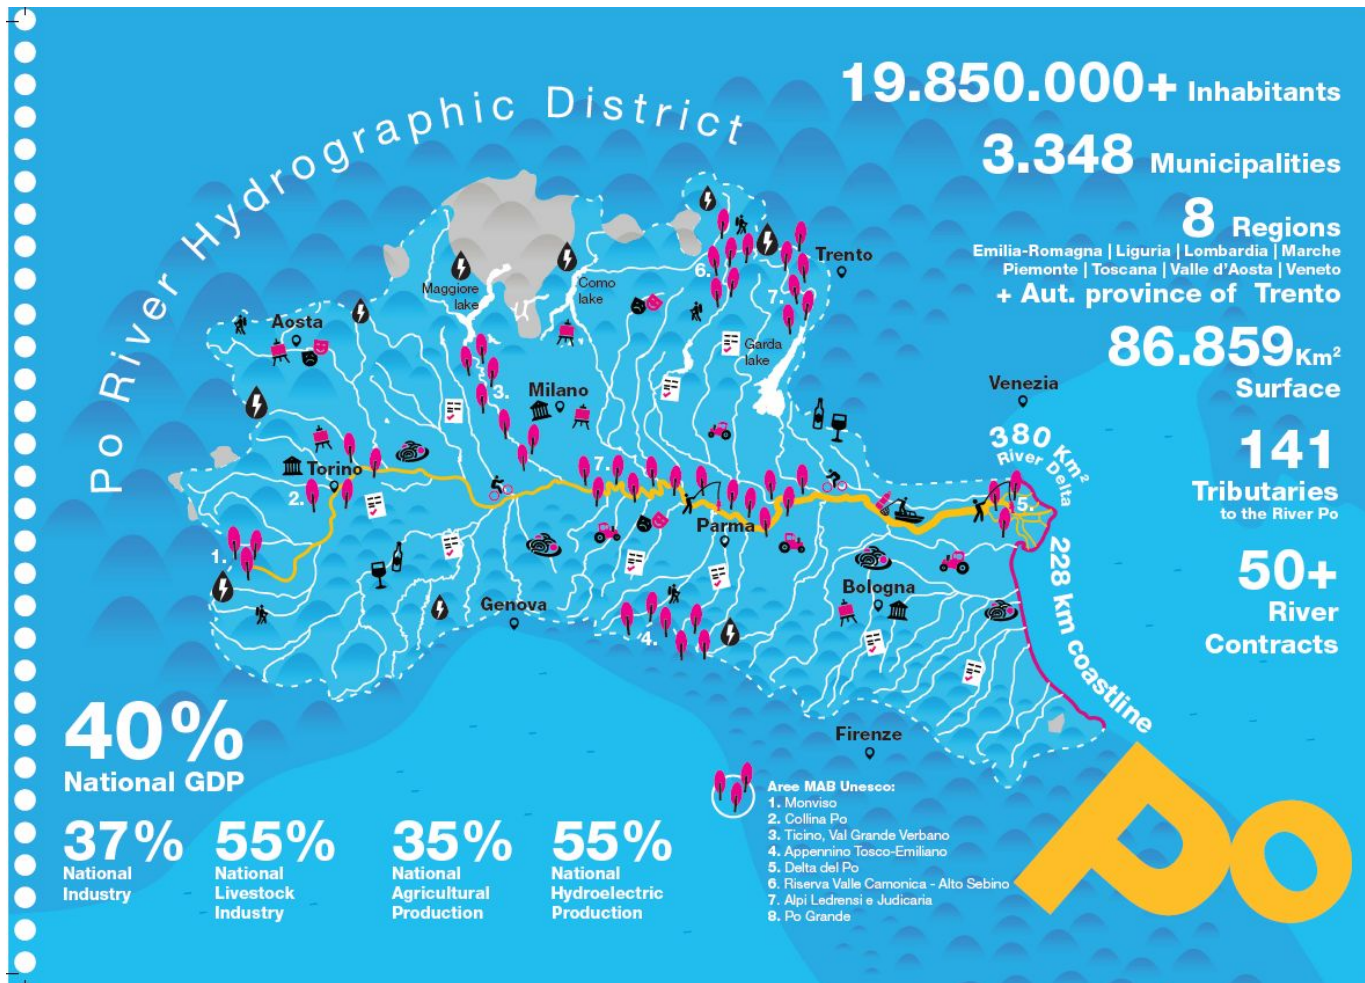 Po River Hydrographic District
19.850.000+ Inhabitants
3.348 Municipalities
8 Regions
Emilia-Romagna | Liguria | Lombardia | Marche
Piemonte | Toscana | Valle d'Aosta | Veneto
+ Aut. province of Trento
86.859 Km²
Surface
141
Tributaries
to the River Po
50+
River
Contracts
Trento
Maggiore
lake
Como
lake
6.
7.
Aosta
Garda
lake
3.
Milano
Venezia
380 Km²
River Delta
Torino
2.
7.
Parma
5.
1.
228 km coastline
Genova
Bologna
4.
Firenze
40%
National GDP
37%
National
Industry
55%
National
Livestock
Industry
35%
National
Agricultural
Production
55%
National
Hydroelectric
Production
Aree MAB Unesco:
1. Monviso
2. Collina Po
3. Ticino, Val Grande Verbano
4. Appennino Tosco-Emiliano
5. Delta del Po
6. Riserva Valle Camonica - Alto Sebino
7. Alpi Ledrensi e Judicaria
8. Po Grande
Po